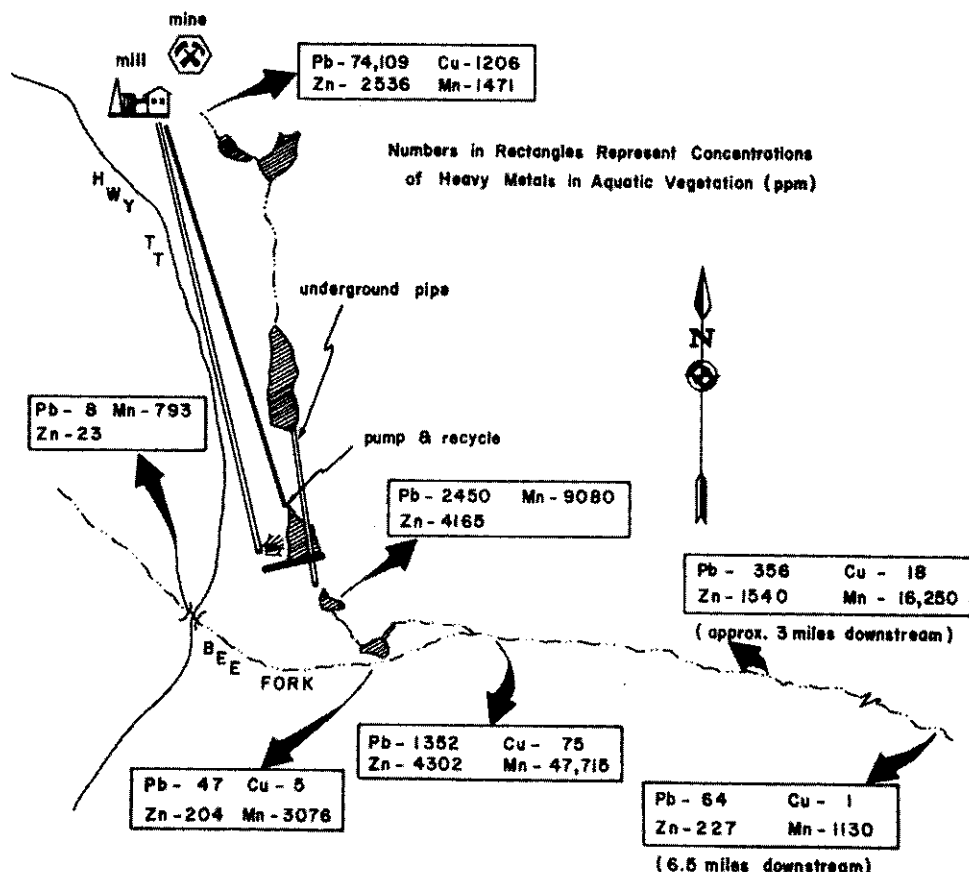 mine
mill
Pb- 74,109 Cu-1206
Zn- 2536 Mn-1471
Numbers in Rectangles Represent Concentrations
of Heavy Metals in Aquatic Vegetation (ppm)
HWY TT
underground pipe
N
Pb- 8 Mn-793
Zn-23
pump & recycle
Pb-2450 Mn-9080
Zn-4165
Pb- 356 Cu- 18
Zn-1540 Mn-16,250
(approx. 3 miles downstream)
BEE FORK
Pb-1352 Cu- 75
Zn-4302 Mn-47,715
Pb- 47 Cu-5
Zn-204 Mn-3076
Pb-64 Cu-1
Zn-227 Mn-1130
(6.5 miles downstream)